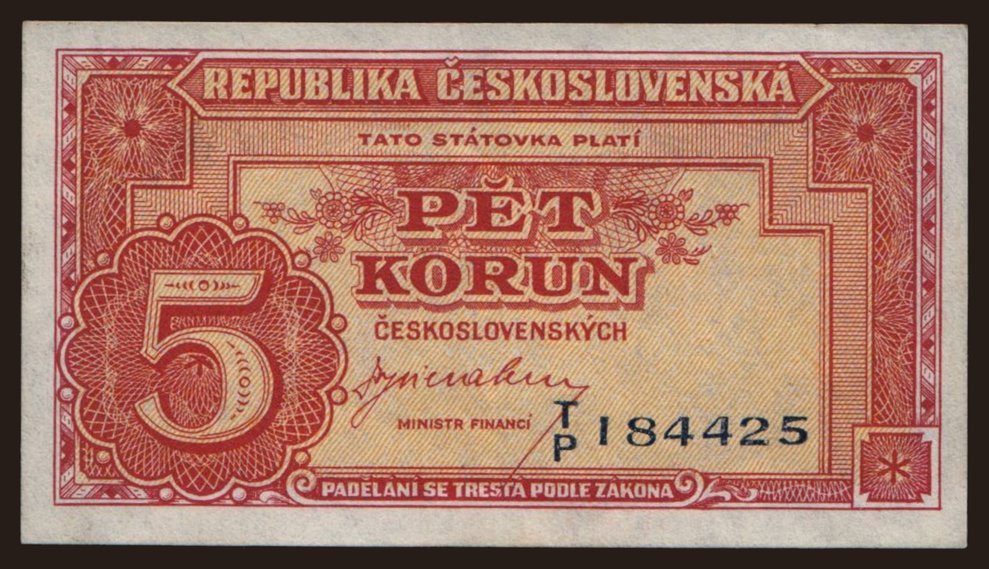 REPUBLIKA ČESKOSLOVENSKÁ
TATO STÁTOVKA PLATÍ
PĚT
KORUN
ČESKOSLOVENSKÝCH
5
MINISTR FINANCÍ
T/P 184425
PADĚLÁNÍ SE TRESTÁ PODLE ZÁKONA